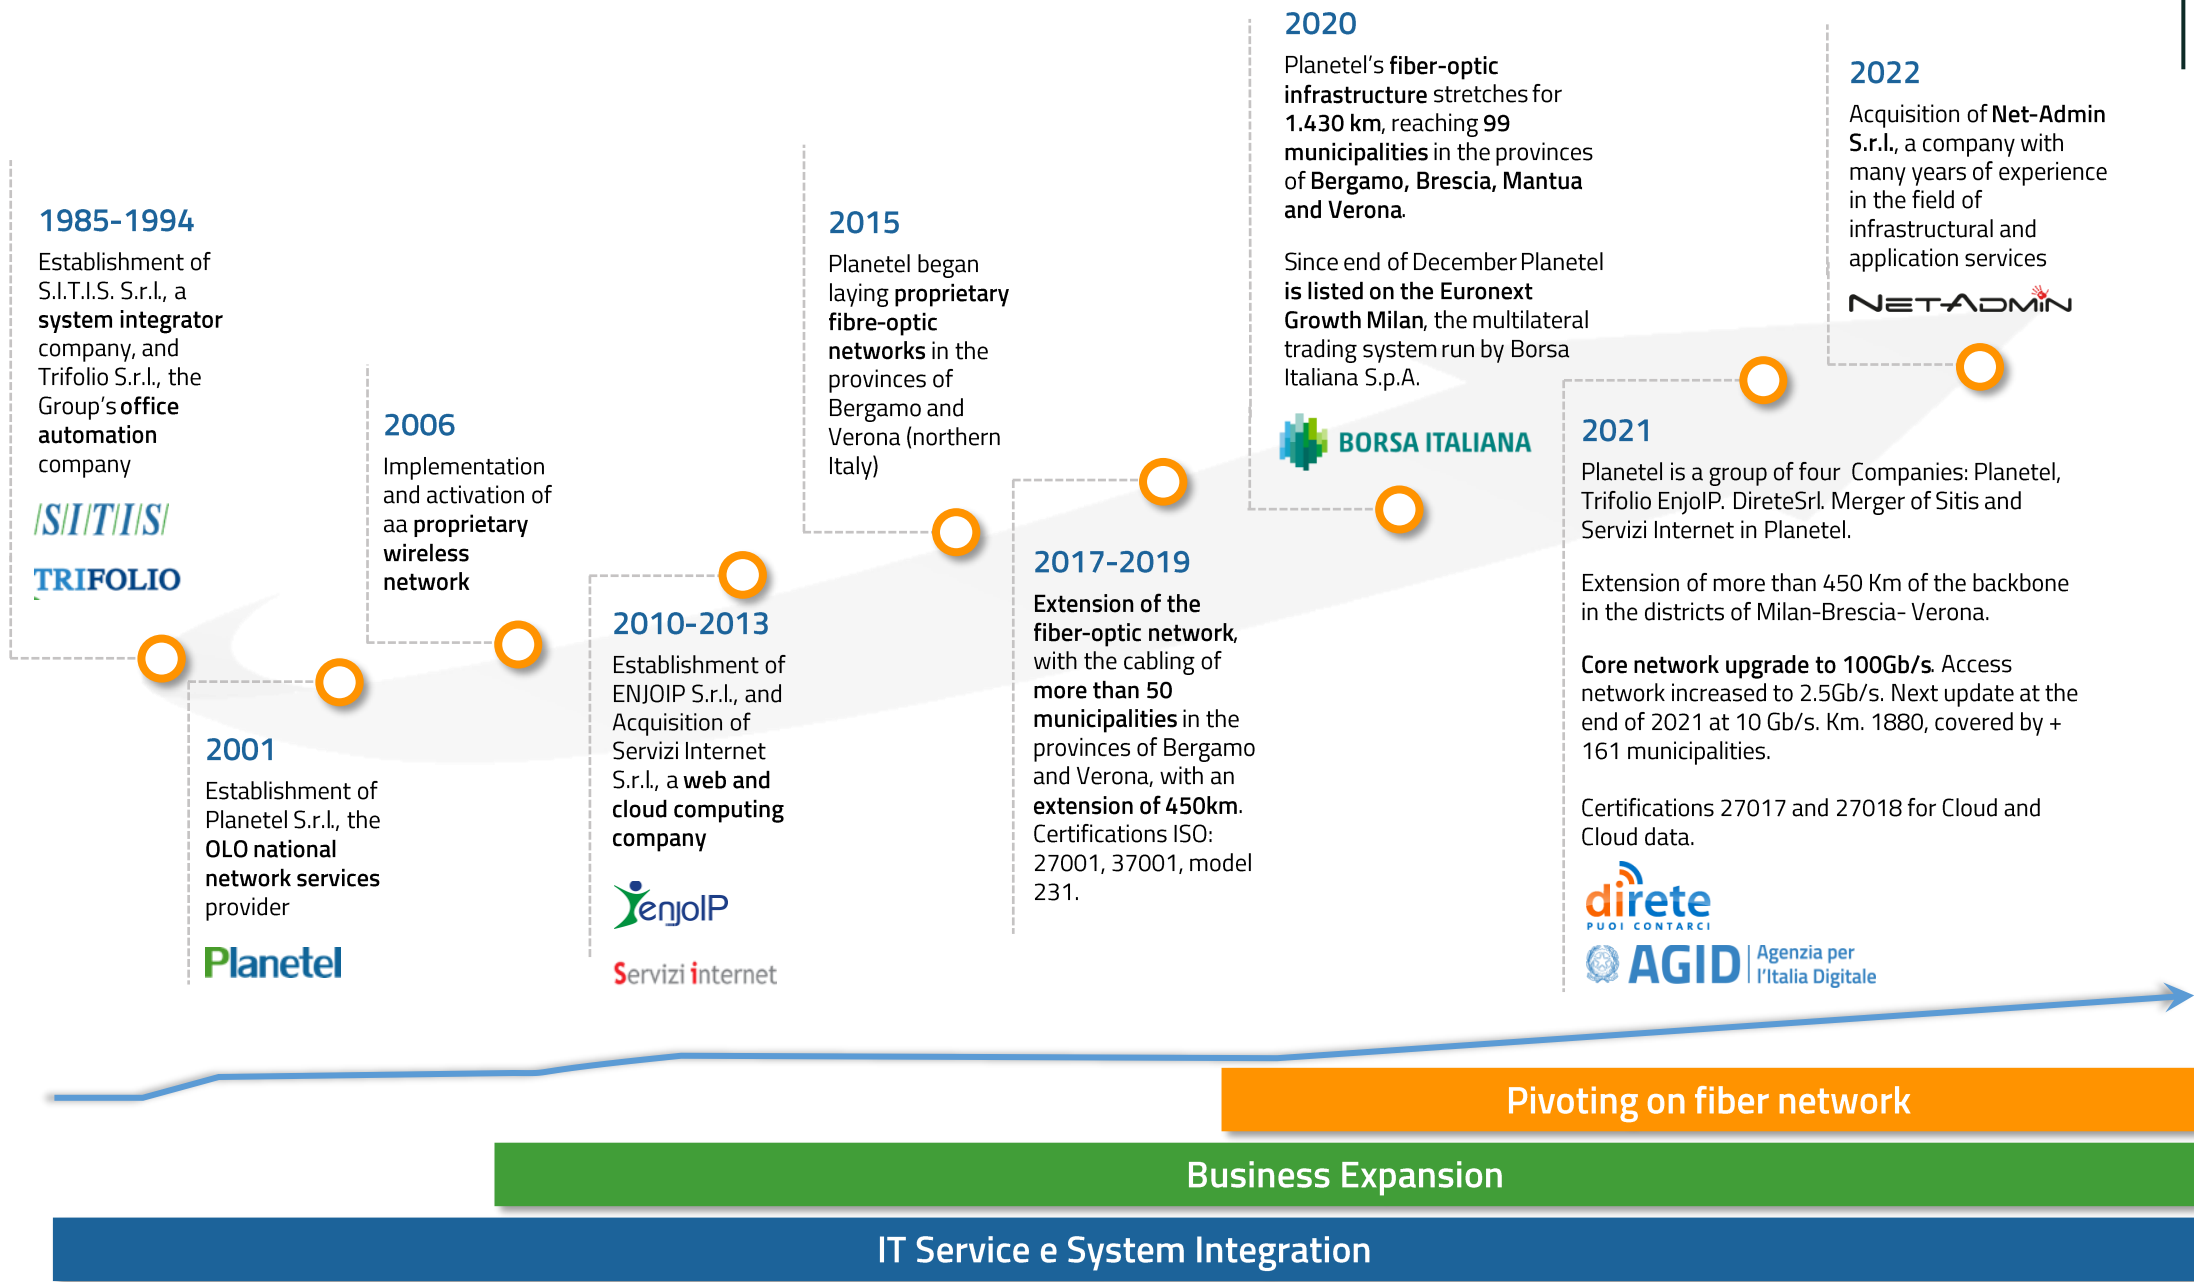 1985-1994
Establishment of
S.I.T.I.S. S.r.l., a
system integrator
company, and
Trifolio S.r.l., the
Group's office
automation
company
/S/I/T/I/S/
TRIFOLIO
2001
Establishment of
Planetel S.r.l., the
OLO national
network services
provider
Planetel
2006
Implementation
and activation of
aa proprietary
wireless
network
2010-2013
Establishment of
ENJOIP S.r.l., and
Acquisition of
Servizi Internet
S.r.l., a web and
cloud computing
company
enjoIP
Servizi internet
2015
Planetel began
laying proprietary
fibre-optic
networks in the
provinces of
Bergamo and
Verona (northern
Italy)
2017-2019
Extension of the
fiber-optic network,
with the cabling of
more than 50
municipalities in the
provinces of Bergamo
and Verona, with an
extension of 450km.
Certifications ISO:
27001, 37001, model
231.
2020
Planetel's fiber-optic
infrastructure stretches for
1.430 km, reaching 99
municipalities in the provinces
of Bergamo, Brescia, Mantua
and Verona.
Since end of December Planetel
is listed on the Euronext
Growth Milan, the multilateral
trading system run by Borsa
Italiana S.p.A.
BORSA ITALIANA
2021
Planetel is a group of four Companies: Planetel,
Trifolio EnjoIP. DireteSrl. Merger of Sitis and
Servizi Internet in Planetel.
Extension of more than 450 Km of the backbone
in the districts of Milan-Brescia- Verona.
Core network upgrade to 100Gb/s. Access
network increased to 2.5Gb/s. Next update at the
end of 2021 at 10 Gb/s. Km. 1880, covered by +
161 municipalities.
Certifications 27017 and 27018 for Cloud and
Cloud data.
direte
PUOI CONTARCI
AGID
Agenzia per
l'Italia Digitale
2022
Acquisition of Net-Admin
S.r.l., a company with
many years of experience
in the field of
infrastructural and
application services
NET-ADMIN
Pivoting on fiber network
Business Expansion
IT Service e System Integration